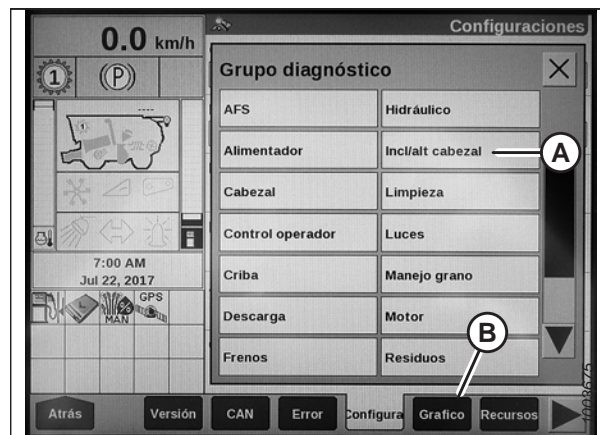 Configuraciones
0.0 km/h
1
(P)
1
Grupo diagnóstico
AFS
Hidráulico
Alimentador
Incl/alt cabezal
A
Cabezal
Limpieza
Control operador
Luces
Criba
Manejo grano
Descarga
Motor
B
Frenos
Residuos
7:00 AM
Jul 22, 2017
GPS
MAN
Atrás
Versión
CAN
Error
Configura
Grafico
Recursos